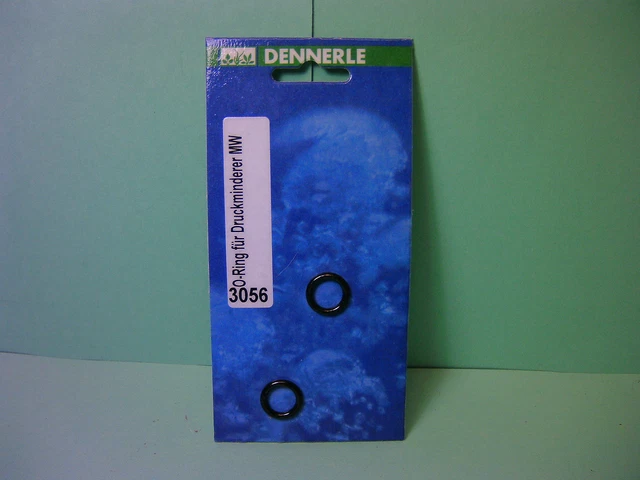 DENNERLE
O-Ring für Druckminderer MW
3056